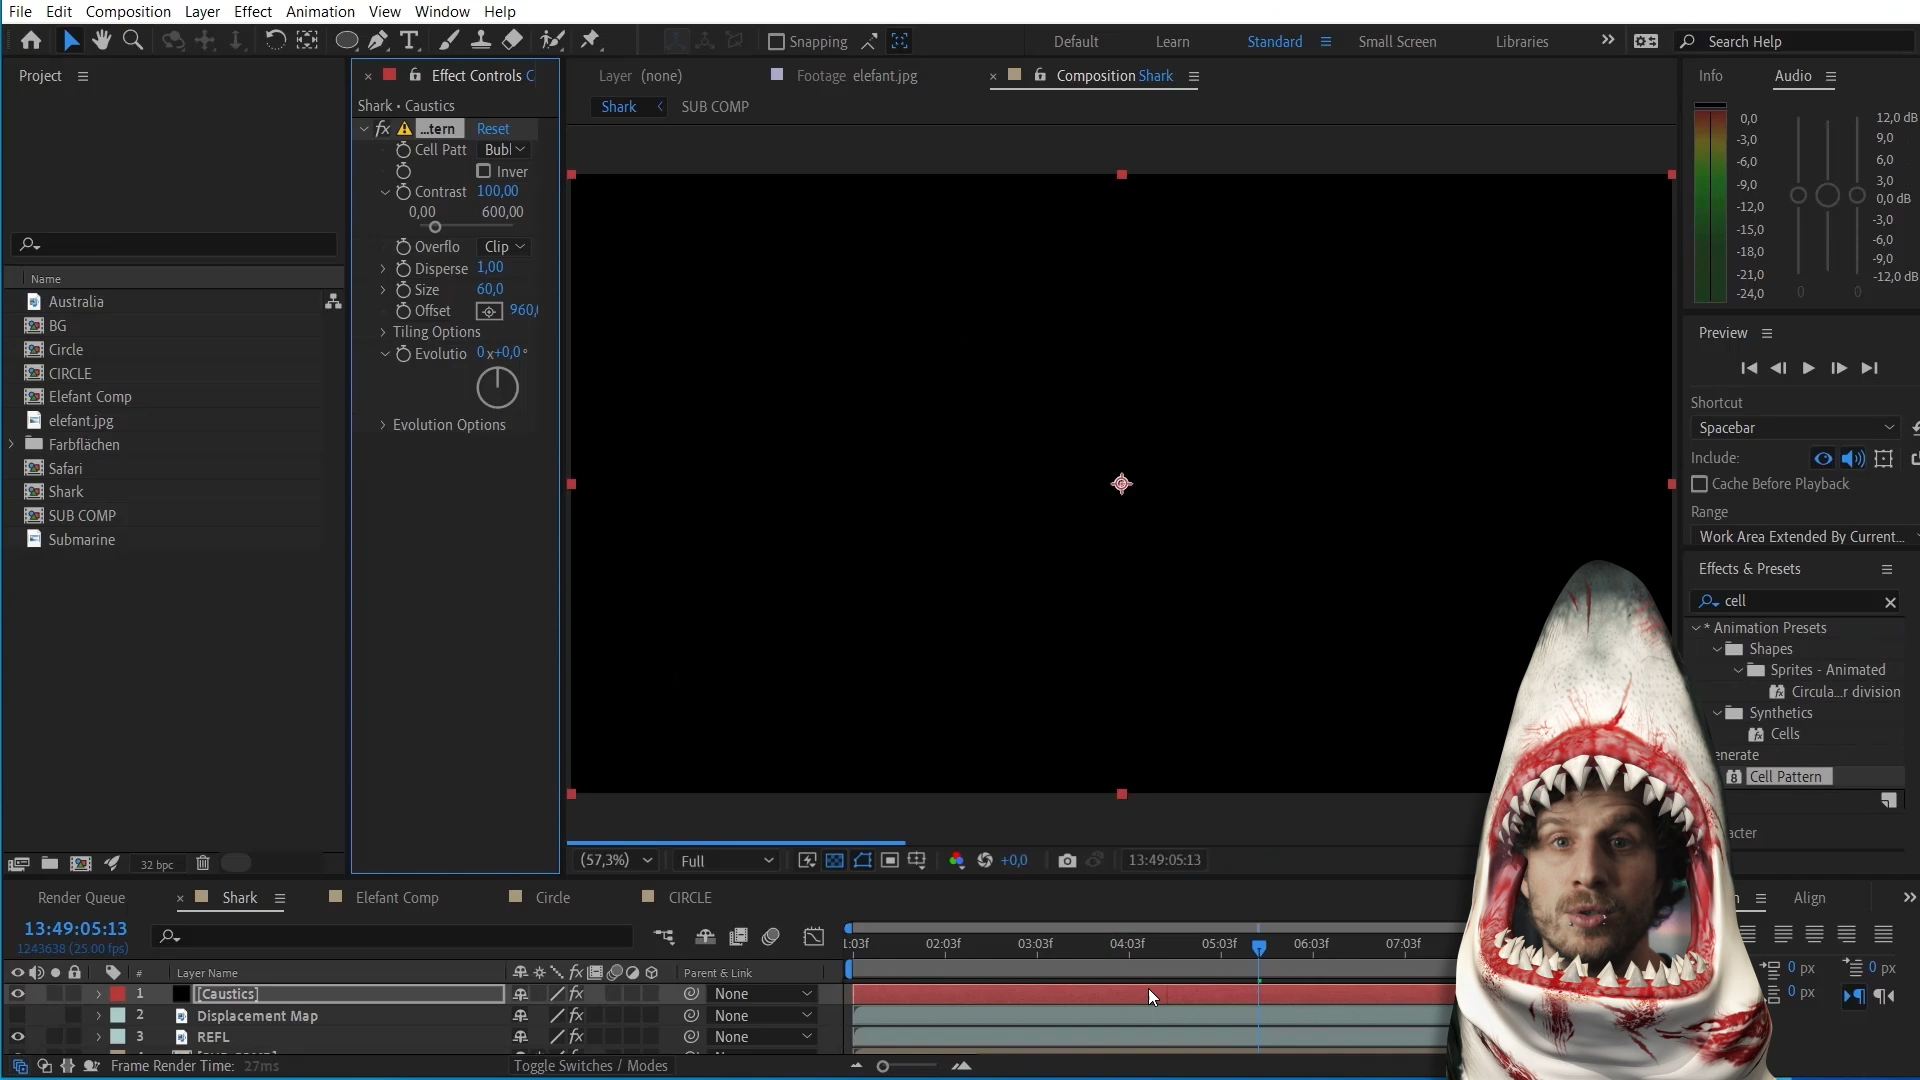 File Edit Composition Layer Effect Animation View Window Help
Snapping
Default Learn Standard Small Screen Libraries
Search Help
Project
Effect Controls C
Layer (none) Footage elefant.jpg Composition Shark
Info Audio
Shark SUB COMP
Shark • Caustics
...tern Reset
Cell Patt Bubl
Inver
Contrast 100,00
0,00 600,00
Overflo Clip
Disperse 1,00
Size 60,0
Offset 960,
Tiling Options
Evolutio 0x+0,0°
Evolution Options
Name
Australia
BG
Circle
CIRCLE
Elefant Comp
elefant.jpg
Farbflächen
Safari
Shark
SUB COMP
Submarine
32 bpc
0,0
-3,0
-6,0
-9,0
-12,0
-15,0
-18,0
-21,0
-24,0
12,0 dB
9,0
6,0
3,0
0,0 dB
-3,0
-6,0
-9,0
-12,0 dB
0 0
Preview
Shortcut
Spacebar
Include:
Cache Before Playback
Range
Work Area Extended By Current...
Effects & Presets
cell
* Animation Presets
Shapes
Sprites - Animated
Circula...r division
Synthetics
Cells
enerate
Cell Pattern
acter
(57,3%) Full +0,0 13:49:05:13
Render Queue Shark Elefant Comp Circle CIRCLE
Align
13:49:05:13
1243638 (25.00 fps)
1:03f 02:03f 03:03f 04:03f 05:03f 06:03f 07:03f
# Layer Name Parent & Link
1 [Caustics] None
2 Displacement Map None
3 REFL None
0 px 0 px
0 px
Frame Render Time: 27ms
Toggle Switches / Modes